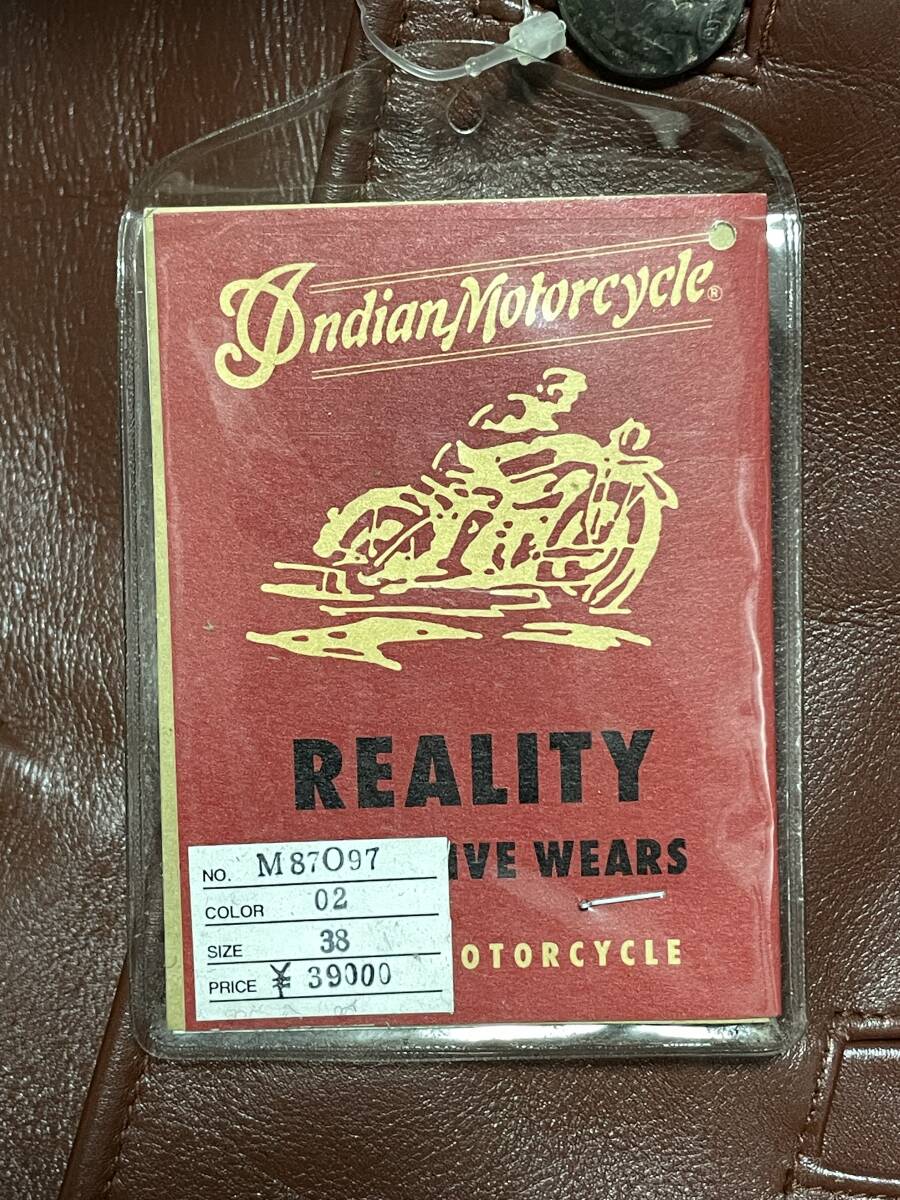 Indian Motorcycle®
REALITY
IVE WEARS
OTORCYCLE
NO. M87097
COLOR 02
SIZE 38
PRICE ¥ 39000